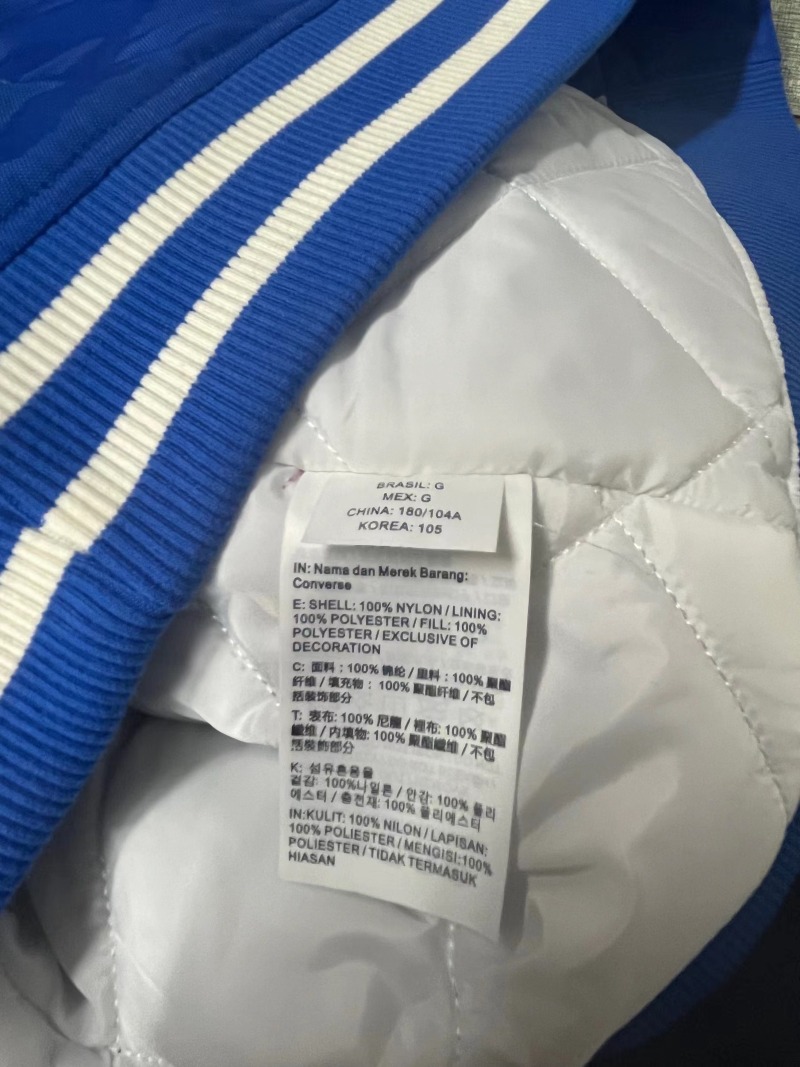 BRASIL: G
MEX: G
CHINA: 180/104A
KOREA: 105
IN: Nama dan Merek Barang:
Converse
E: SHELL: 100% NYLON / LINING:
100% POLYESTER / FILL: 100%
POLYESTER / EXCLUSIVE OF
DECORATION
C: 面料：100% 锦纶 / 里料：100% 聚酯
纤维 / 填充物：100% 聚酯纤维 / 不包
括装饰部分
T: 表布: 100% 尼龍 / 裡布: 100% 聚酯
纖維 / 内填物: 100% 聚酯纖維 / 不包
括裝飾部分
K: 섬유혼용율
겉감: 100%나일론 / 안감: 100% 폴리
에스터 / 충전재: 100% 폴리에스터
IN:KULIT: 100% NILON / LAPISAN:
100% POLIESTER / MENGISI:100%
POLIESTER / TIDAK TERMASUK
HIASAN